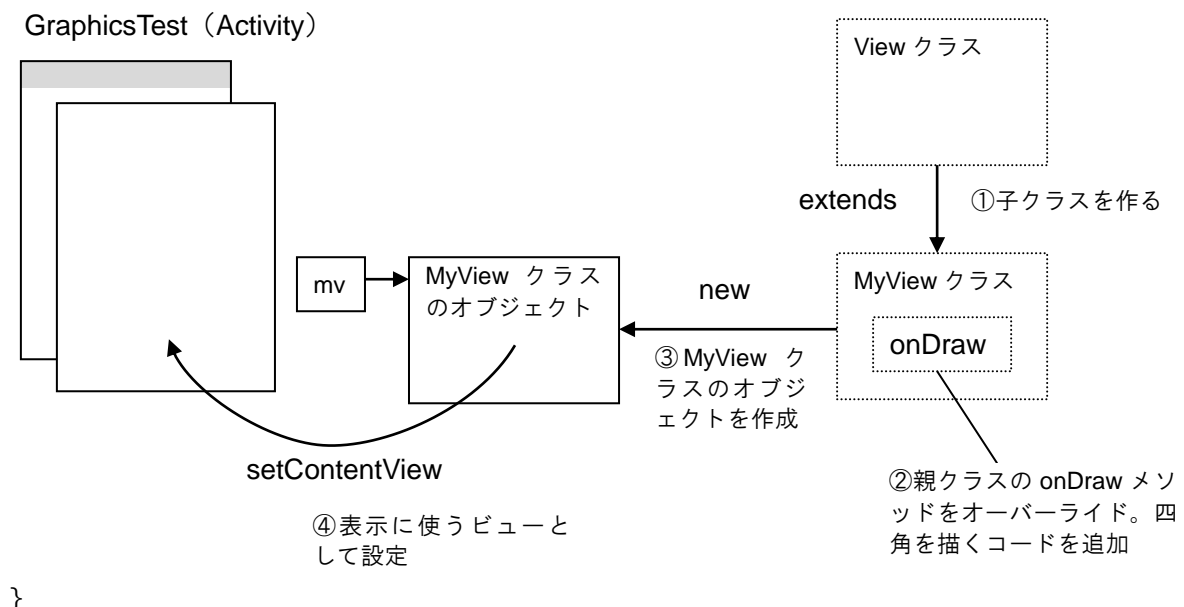 GraphicsTest（Activity）
View クラス
extends
①子クラスを作る
mv
MyView クラス
のオブジェクト
new
MyView クラス
onDraw
③MyView ク
ラスのオブジ
ェクトを作成
setContentView
②親クラスの onDraw メソ
ッドをオーバーライド。四
角を描くコードを追加
④表示に使うビューと
して設定
}